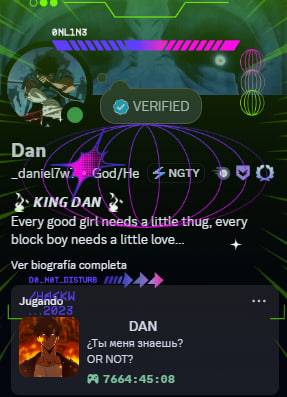 0NL1N3
VERIFIED
Dan
_daniel7w. God/He NGTY
KING DAN
Every good girl needs a little thug, every
block boy needs a little love...
Ver biografía completa
D0_N0T_D1STURB
Jugando
...2023
DAN
¿Ты меня знаешь?
OR NOT?
7664:45:08